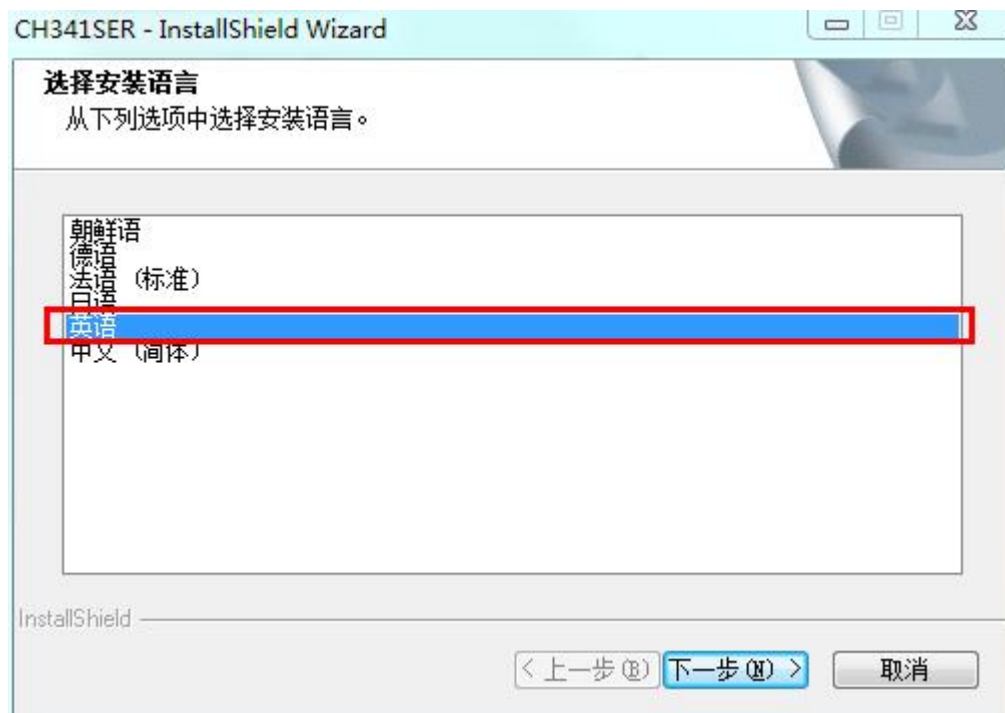 CH341SER - InstallShield Wizard
选择安装语言
从下列选项中选择安装语言。
朝鲜语
德语
法语 (标准)
日语
英语
中文 (简体)
InstallShield
< 上一步(B) 下一步(N) > 取消